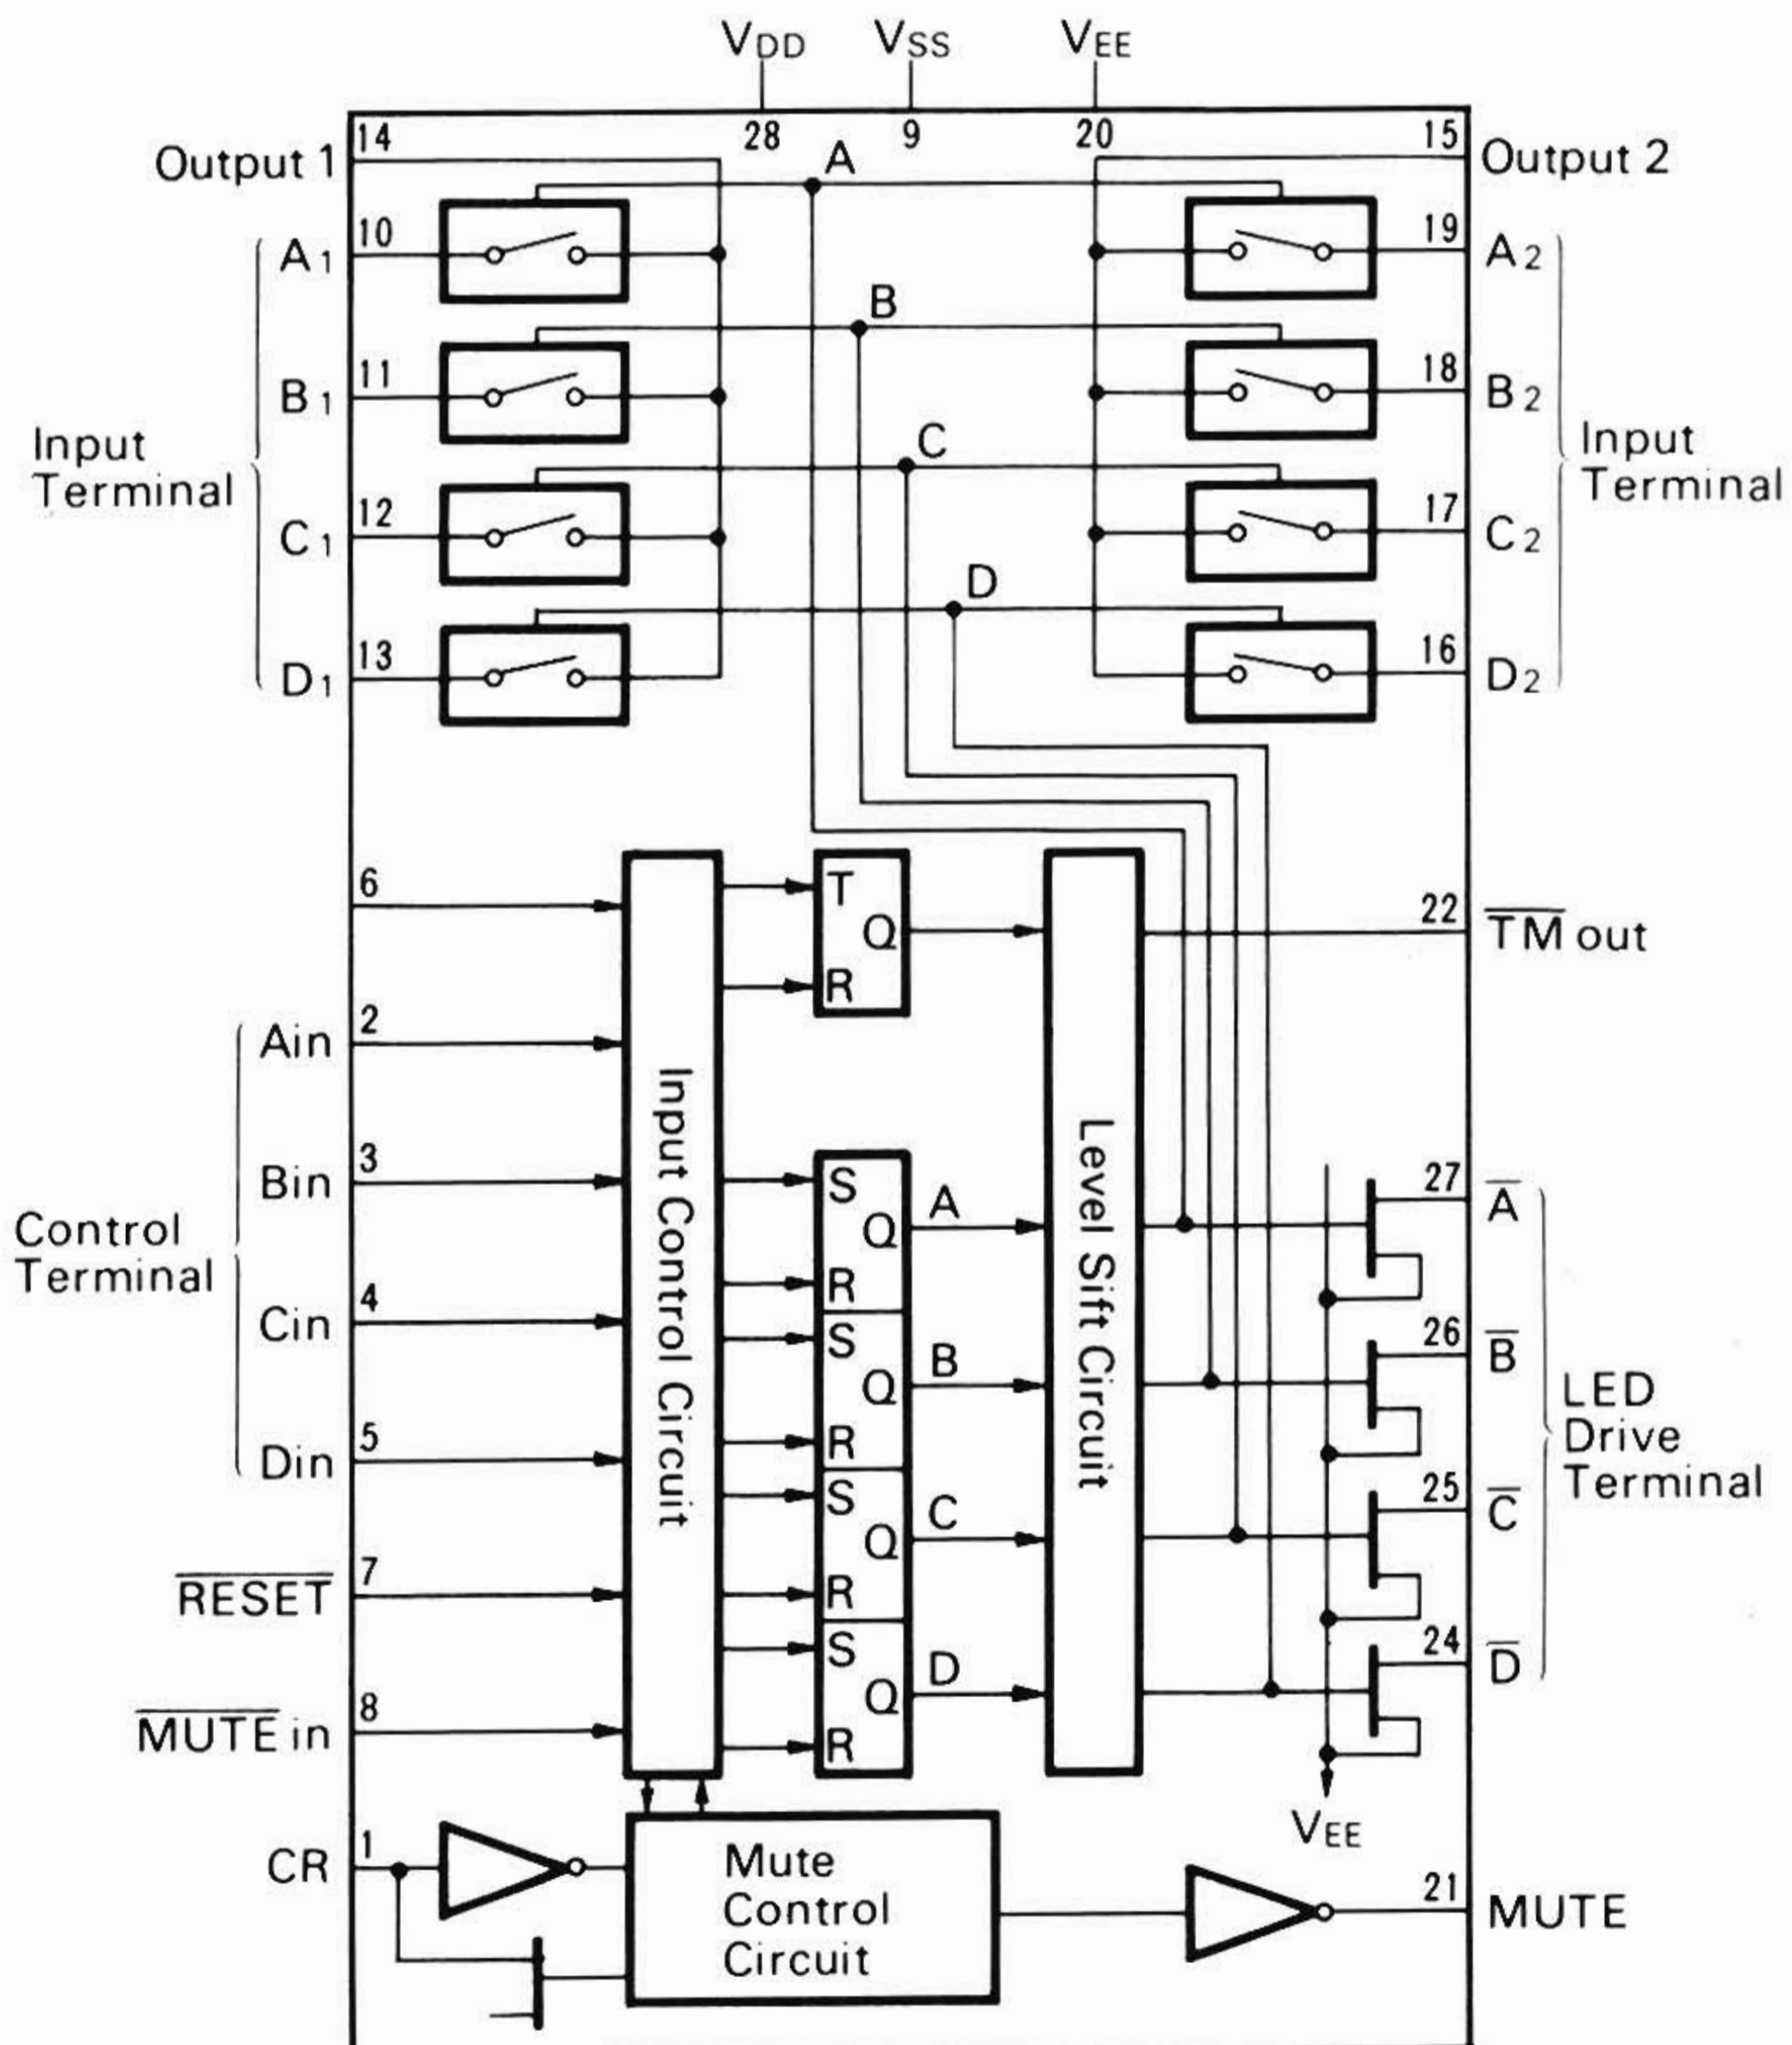 VDD VSS VEE
14 28 9 20 15
Output 1 A Output 2
10 19
A1 A2
B
11 18
B1 B2
Input Terminal
Input Terminal
C
12 17
C1 C2
D
13 16
D1 D2
6 T 22
Q TM out
R
2
Ain
3
Bin
Control Terminal
4
Cin
5
Din
7
RESET
8
MUTE in
Input Control Circuit
S
Q A
R
S
Q B
R
S
Q C
R
S
Q D
R
Level Sift Circuit
27 A
26 B
25 C
24 D
LED
Drive
Terminal
VEE
1
CR
Mute
Control
Circuit
21
MUTE